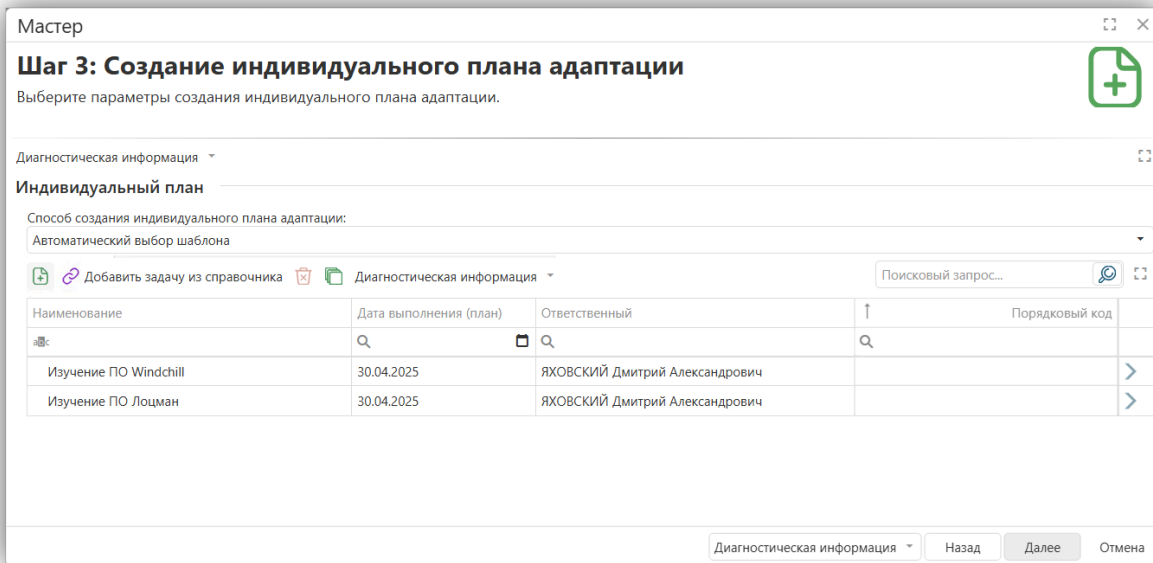 Мастер
Шаг 3: Создание индивидуального плана адаптации
Выберите параметры создания индивидуального плана адаптации.
Диагностическая информация
Индивидуальный план
Способ создания индивидуального плана адаптации:
Автоматический выбор шаблона
Добавить задачу из справочника Диагностическая информация Поисковый запрос...
Наименование Дата выполнения (план) Ответственный Порядковый код
Изучение ПО Windchill 30.04.2025 ЯХОВСКИЙ Дмитрий Александрович
Изучение ПО Лоцман 30.04.2025 ЯХОВСКИЙ Дмитрий Александрович
Диагностическая информация Назад Далее Отмена